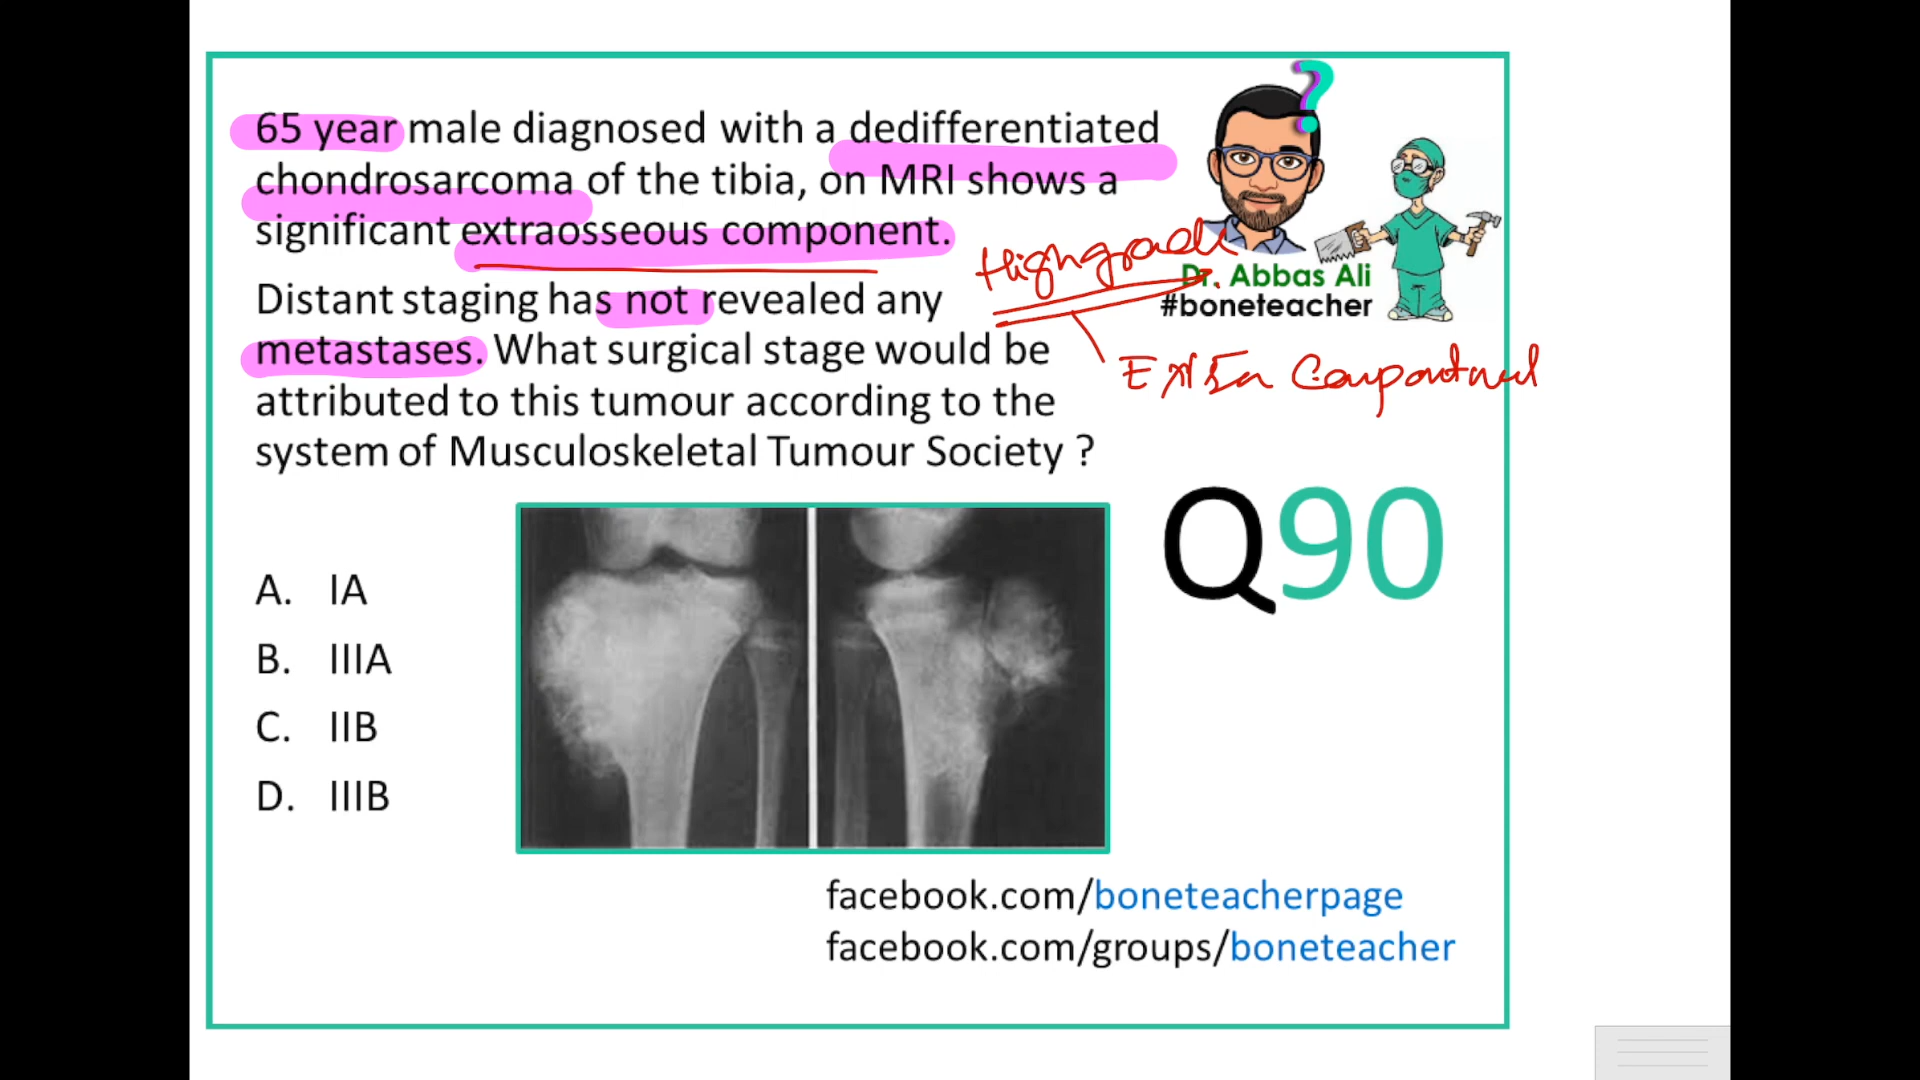 65 year male diagnosed with a dedifferentiated
chondrosarcoma of the tibia, on MRI shows a
significant extraosseous component.
High grade
Dr. Abbas Ali
#boneteacher
Distant staging has not revealed any
metastases. What surgical stage would be
Extra
attributed to this tumour according to the
system of Musculoskeletal Tumour Society ?
Q90
A. IA
B. IIIA
C. IIB
D. IIIB
facebook.com/boneteacherpage
facebook.com/groups/boneteacher